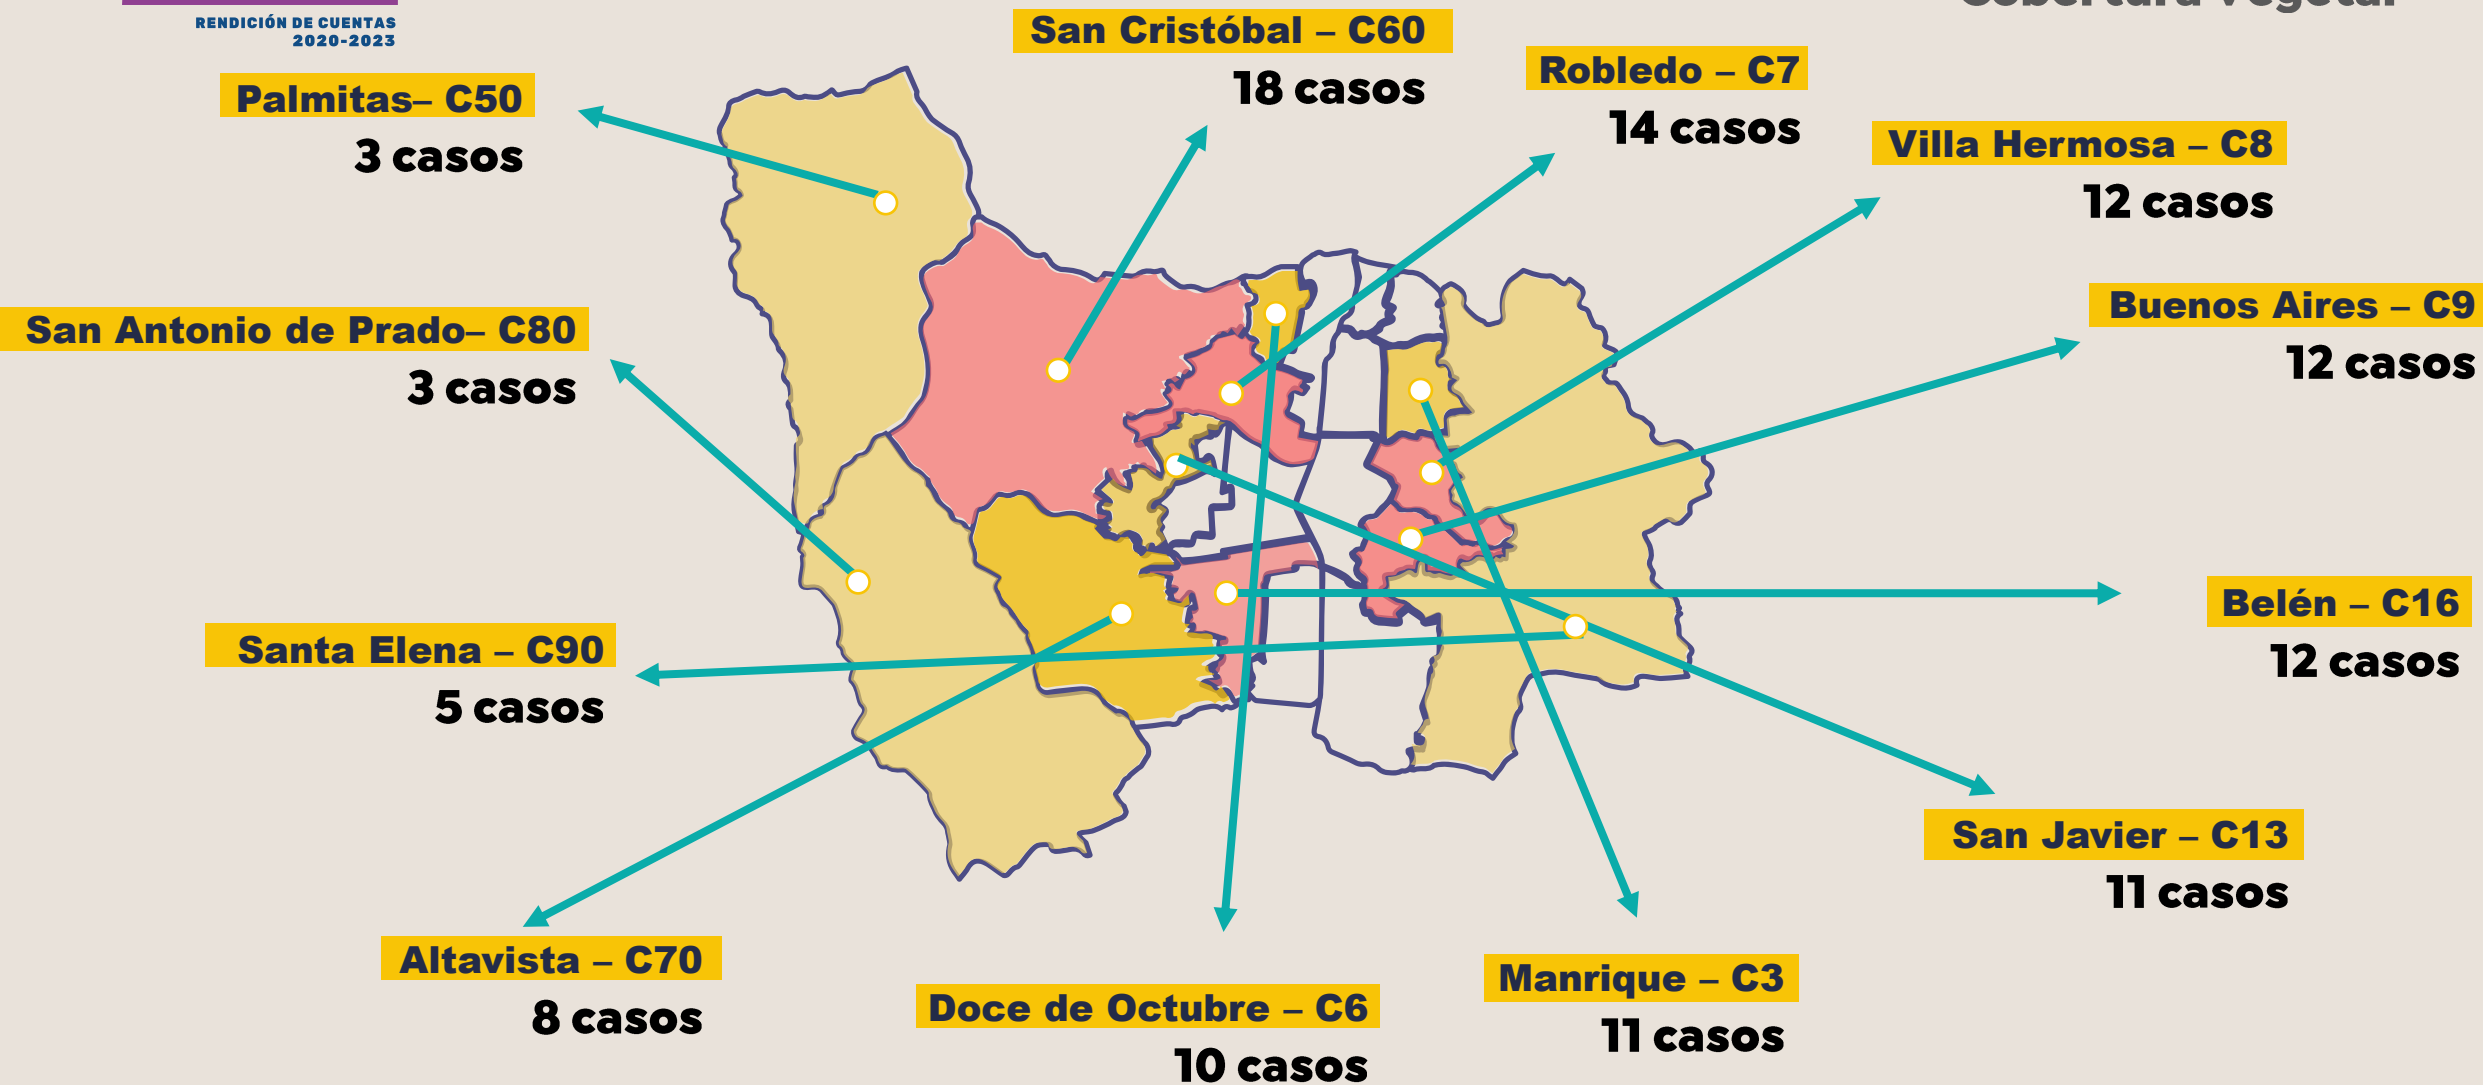 RENDICIÓN DE CUENTAS
2020-2023
Cobertura vegetal
San Cristóbal – C60
18 casos
Robledo – C7
14 casos
Palmitas– C50
3 casos
Villa Hermosa – C8
12 casos
Buenos Aires – C9
12 casos
San Antonio de Prado– C80
3 casos
Belén – C16
12 casos
Santa Elena – C90
5 casos
San Javier – C13
11 casos
Altavista – C70
8 casos
Doce de Octubre – C6
10 casos
Manrique – C3
11 casos